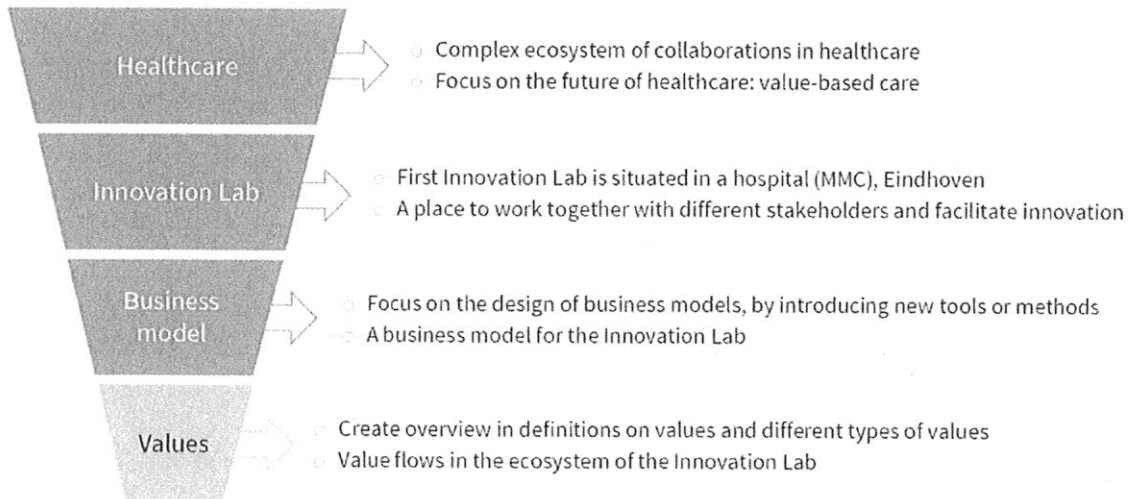 Healthcare
Complex ecosystem of collaborations in healthcare
Focus on the future of healthcare: value-based care
Innovation Lab
First Innovation Lab is situated in a hospital (MMC), Eindhoven
A place to work together with different stakeholders and facilitate innovation
Business
model
Focus on the design of business models, by introducing new tools or methods
A business model for the Innovation Lab
Values
Create overview in definitions on values and different types of values
Value flows in the ecosystem of the Innovation Lab